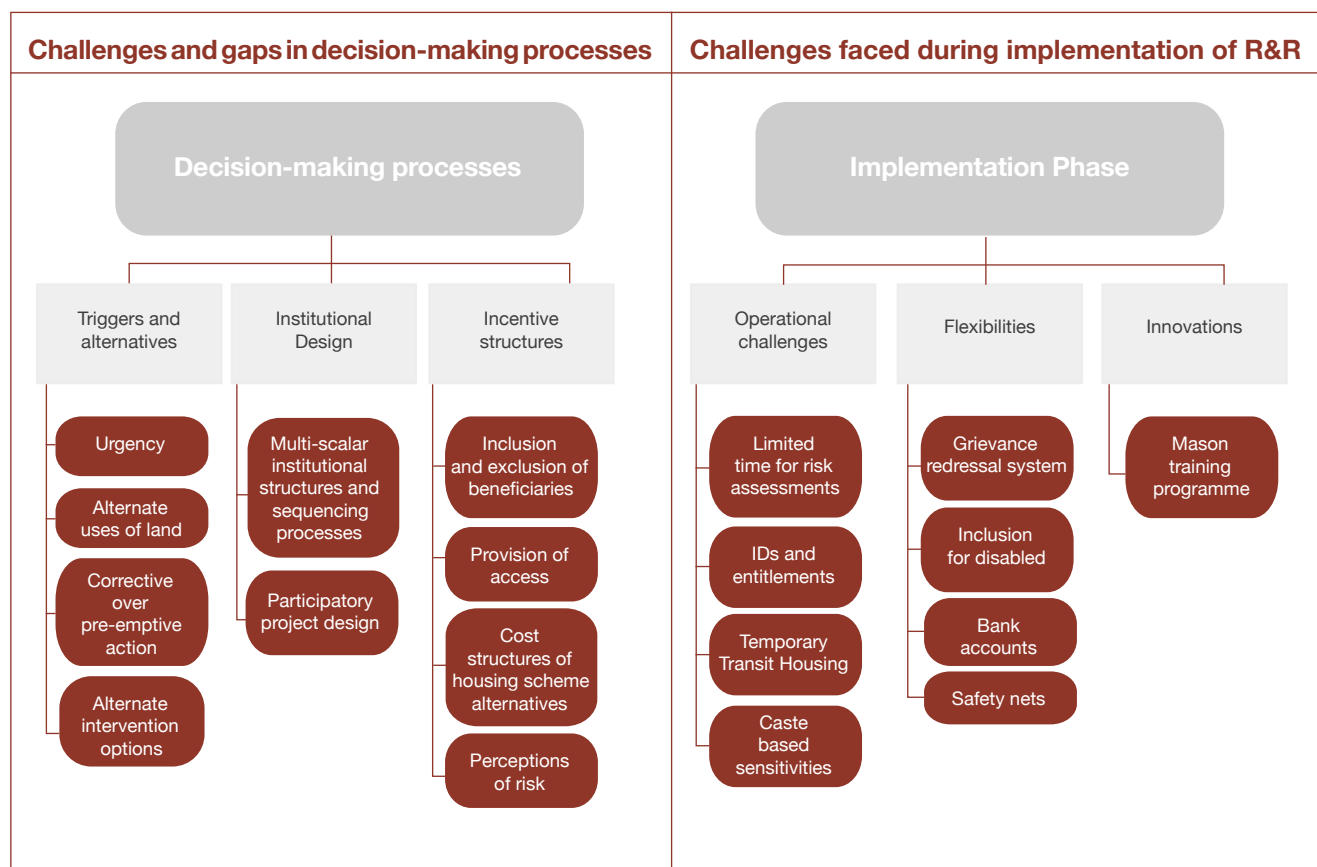 Challenges and gaps in decision-making processes
Decision-making processes
Triggers and
alternatives
Urgency
Alternate
uses of land
Corrective
over
pre-emptive
action
Alternate
intervention
options
Institutional
Design
Multi-scalar
institutional
structures and
sequencing
processes
Participatory
project design
Incentive
structures
Inclusion
and exclusion of
beneficiaries
Provision of
access
Cost
structures of
housing scheme
alternatives
Perceptions
of risk
Challenges faced during implementation of R&R
Implementation Phase
Operational
challenges
Limited
time for risk
assessments
IDs and
entitlements
Temporary
Transit Housing
Caste
based
sensitivities
Flexibilities
Grievance
redressal system
Inclusion
for disabled
Bank
accounts
Safety nets
Innovations
Mason
training
programme